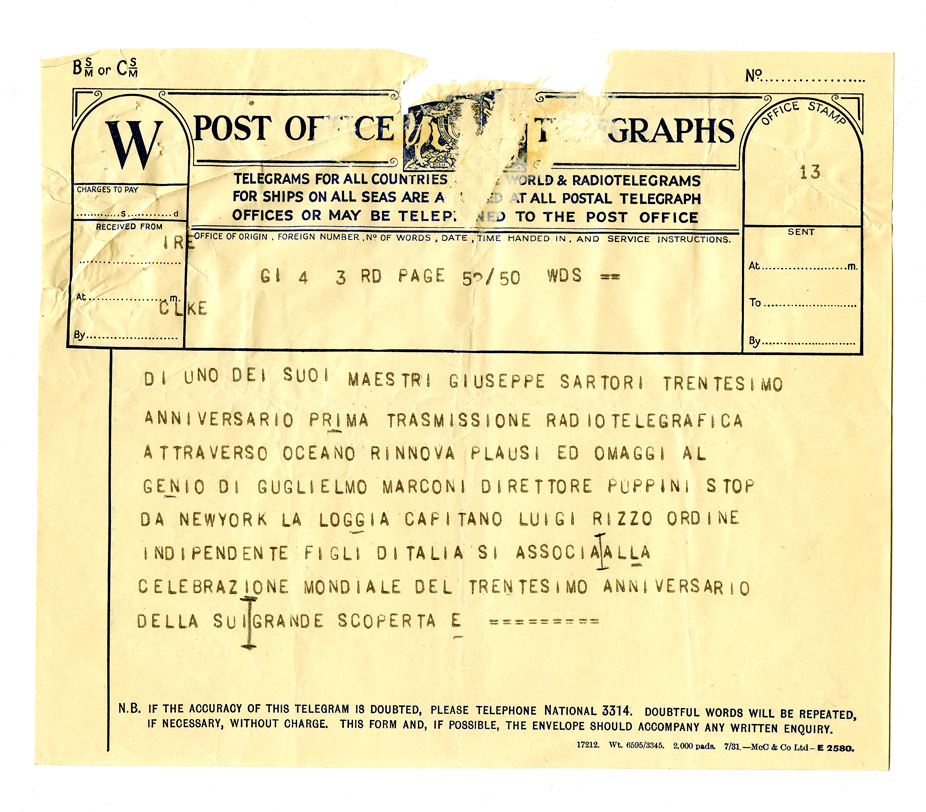 B S/M or C S/M
No.
W
POST OF CE T GRAPHS
OFFICE STAMP
13
TELEGRAMS FOR ALL COUNTRIES WORLD & RADIOTELEGRAMS
FOR SHIPS ON ALL SEAS ARE A ED AT ALL POSTAL TELEGRAPH
OFFICES OR MAY BE TELEP NED TO THE POST OFFICE
CHARGES TO PAY
s. d
RECEIVED FROM
IRE
At m.
CLKE
By
OFFICE OF ORIGIN, FOREIGN NUMBER, No OF WORDS, DATE, TIME HANDED IN, AND SERVICE INSTRUCTIONS.
GI 4 3 RD PAGE 50/50 WDS ==
SENT
At m.
To
By
DI UNO DEI SUOI MAESTRI GIUSEPPE SARTORI TRENTESIMO
ANNIVERSARIO PRIMA TRASMISSIONE RADIOTELEGRAFICA
ATTRAVERSO OCEANO RINNOVA PLAUSI ED OMAGGI AL
GENIO DI GUGLIELMO MARCONI DIRETTORE PUPPINI STOP
DA NEWYORK LA LOGGIA CAPITANO LUIGI RIZZO ORDINE
INDIPENDENTE FIGLI DITALIA SI ASSOCIA ALLA
CELEBRAZIONE MONDIALE DEL TRENTESIMO ANNIVERSARIO
DELLA SUI GRANDE SCOPERTA E =========
N.B. IF THE ACCURACY OF THIS TELEGRAM IS DOUBTED, PLEASE TELEPHONE NATIONAL 3314. DOUBTFUL WORDS WILL BE REPEATED,
IF NECESSARY, WITHOUT CHARGE. THIS FORM AND, IF POSSIBLE, THE ENVELOPE SHOULD ACCOMPANY ANY WRITTEN ENQUIRY.
17212. Wt. 6595/3345. 2,000 pads. 7/31.—McC & Co Ltd—E 2580.